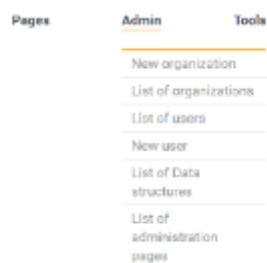 Pages Admin Tools
New organization
List of organizations
List of users
New user
List of Data
structures
List of
administration
pages